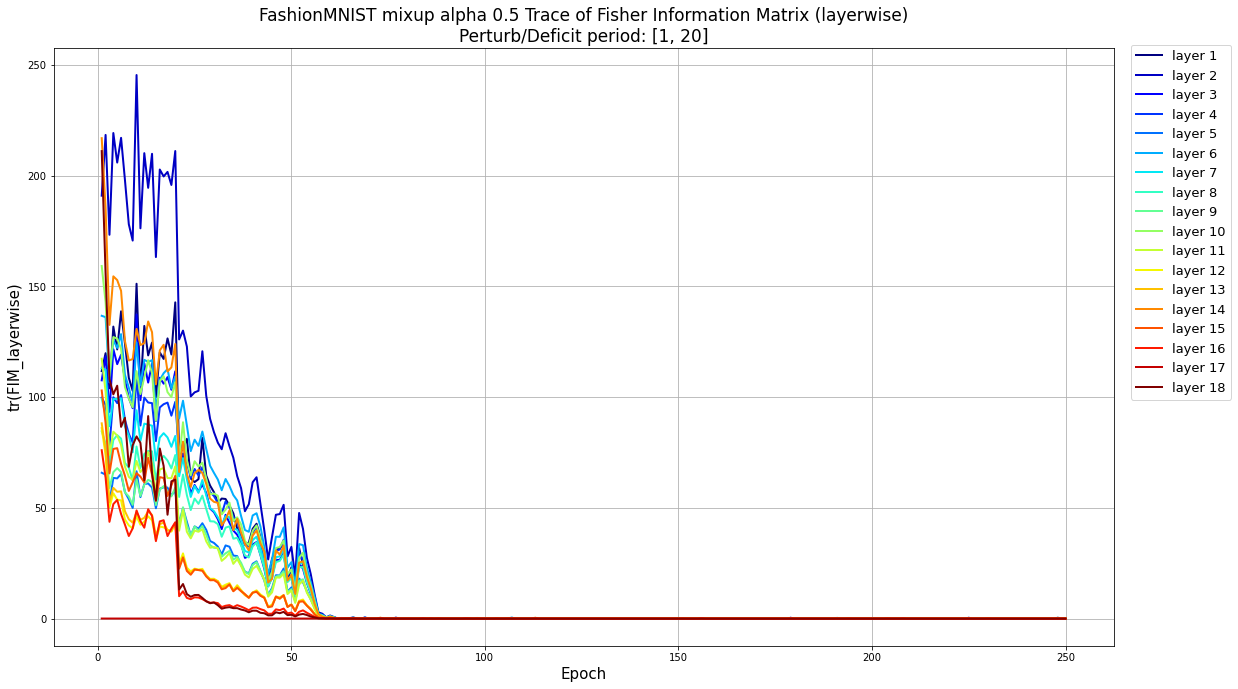 FashionMNIST mixup alpha 0.5 Trace of Fisher Information Matrix (layerwise)
Perturb/Deficit period: [1, 20]
250
200
150
100
50
0
tr(FIM_layerwise)
0
50
100
150
200
250
Epoch
layer 1
layer 2
layer 3
layer 4
layer 5
layer 6
layer 7
layer 8
layer 9
layer 10
layer 11
layer 12
layer 13
layer 14
layer 15
layer 16
layer 17
layer 18